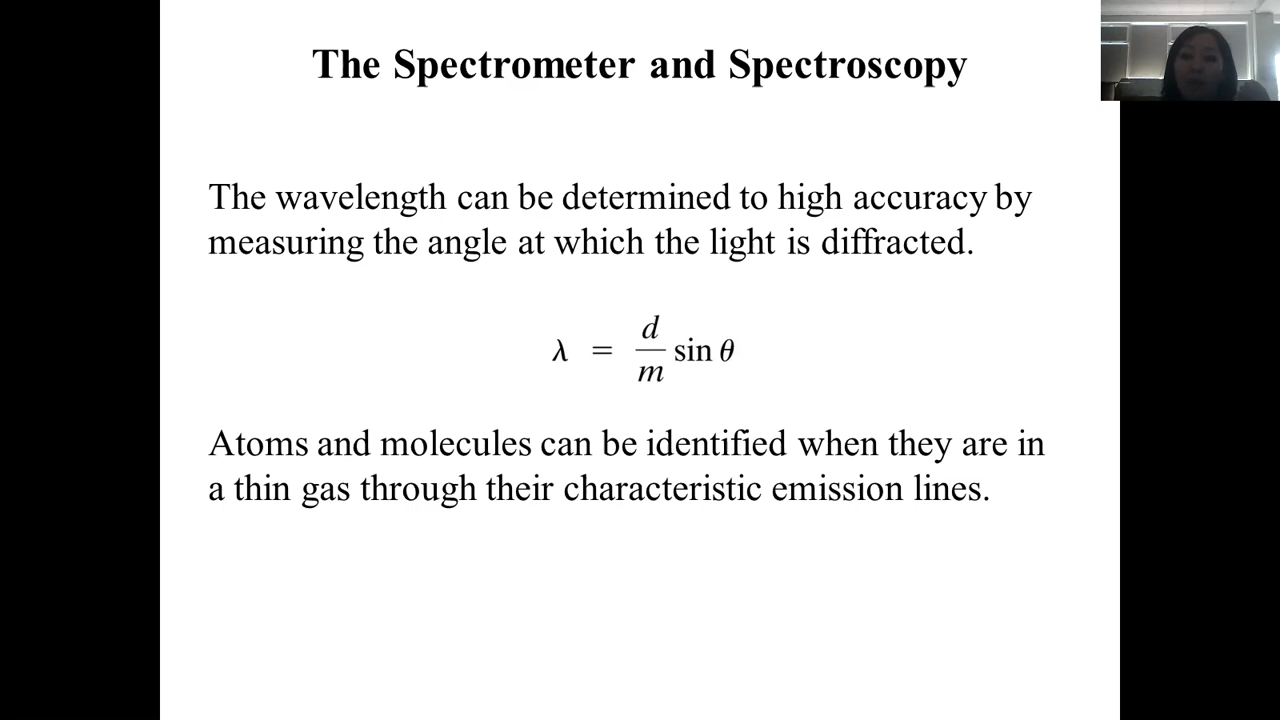 The Spectrometer and Spectroscopy
The wavelength can be determined to high accuracy by
measuring the angle at which the light is diffracted.
λ = d/m sin θ
Atoms and molecules can be identified when they are in
a thin gas through their characteristic emission lines.